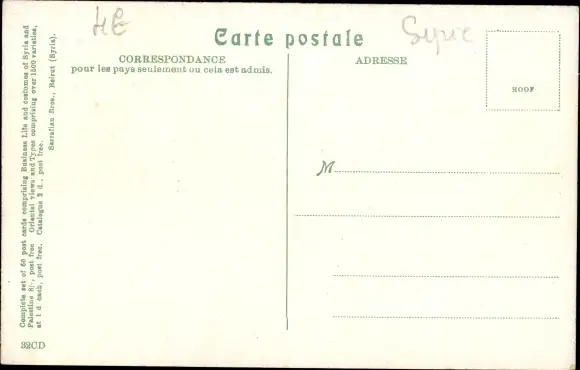 Carte postale
Syrie
CORRESPONDANCE
pour les pays seulement ou cela est admis.
ADRESSE
M
Complete set of 60 post cards comprising Business Life and costumes of Syria and
Palestine 8/-, post free Oriental views and Types comprising over 1500 varieties,
at 1 d each, post free. Catalogue 2 d., post free.
Sarrafian Bros., Beirut (Syria).
32CD